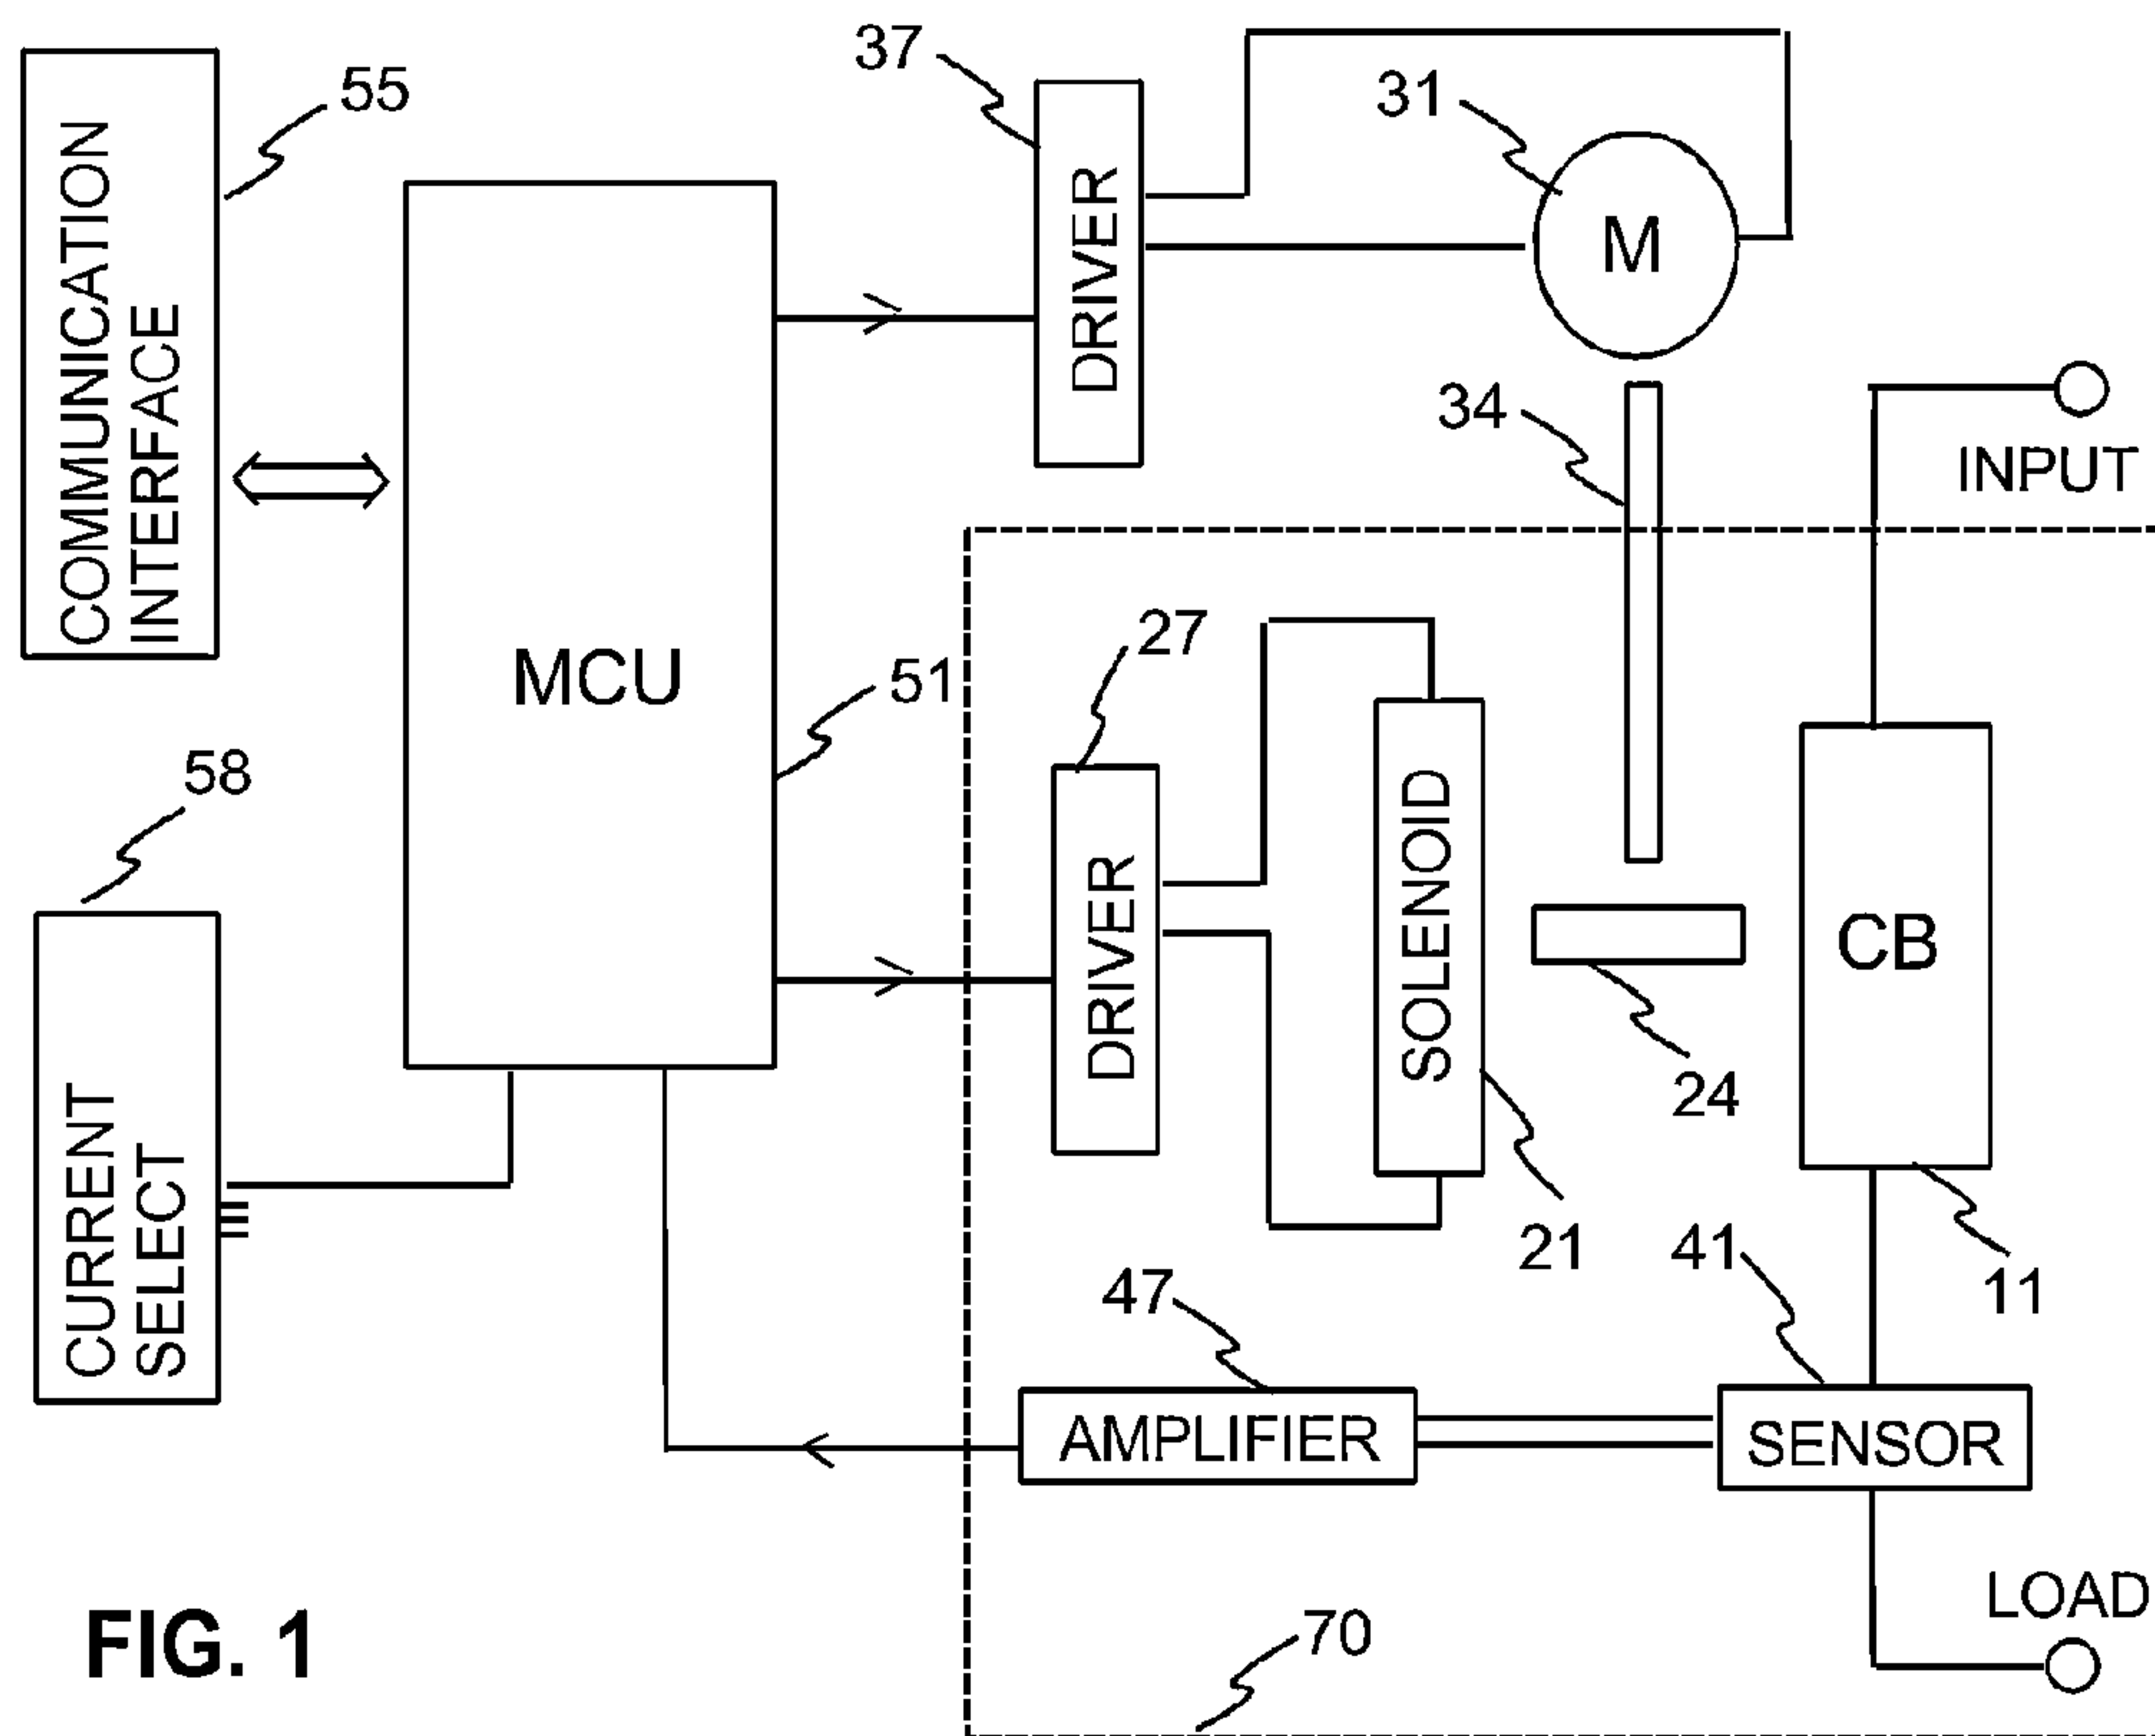 37
55
31
COMMUNICATION
INTERFACE
DRIVER
M
34
INPUT
MCU
27
51
58
SOLENOID
DRIVER
CB
24
CURRENT
SELECT
21
41
11
47
AMPLIFIER
SENSOR
LOAD
FIG. 1
70